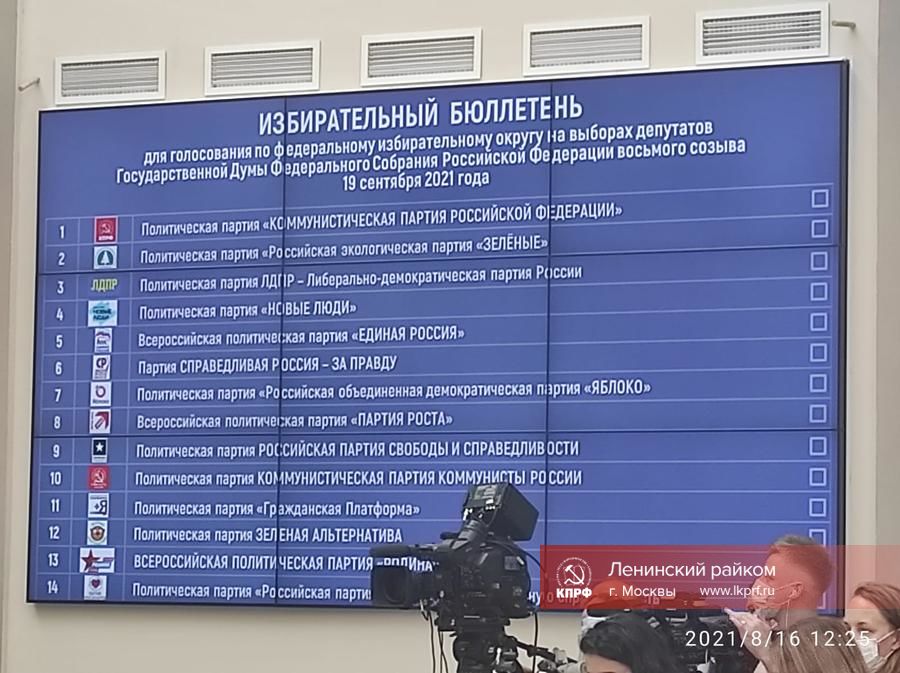 ИЗБИРАТЕЛЬНЫЙ БЮЛЛЕТЕНЬ
для голосования по федеральному избирательному округу на выборах депутатов
Государственной Думы Федерального Собрания Российской Федерации восьмого созыва
19 сентября 2021 года
1 КПРФ Политическая партия «КОММУНИСТИЧЕСКАЯ ПАРТИЯ РОССИЙСКОЙ ФЕДЕРАЦИИ»
2 Политическая партия «Российская экологическая партия «ЗЕЛЁНЫЕ»
3 ЛДПР Политическая партия ЛДПР – Либерально-демократическая партия России
4 НОВЫЕ ЛЮДИ Политическая партия «НОВЫЕ ЛЮДИ»
5 Всероссийская политическая партия «ЕДИНАЯ РОССИЯ»
6 Партия СПРАВЕДЛИВАЯ РОССИЯ – ЗА ПРАВДУ
7 Политическая партия «Российская объединенная демократическая партия «ЯБЛОКО»
8 Всероссийская политическая партия «ПАРТИЯ РОСТА»
9 Политическая партия РОССИЙСКАЯ ПАРТИЯ СВОБОДЫ И СПРАВЕДЛИВОСТИ
10 Политическая партия КОММУНИСТИЧЕСКАЯ ПАРТИЯ КОММУНИСТЫ РОССИИ
11 Политическая партия «Гражданская Платформа»
12 Политическая партия ЗЕЛЕНАЯ АЛЬТЕРНАТИВА
13 ВСЕРОССИЙСКАЯ ПОЛИТИЧЕСКАЯ ПАРТИЯ «РОДИНА»
14 Политическая партия «Российская
КПРФ
Ленинский райком
г. Москвы www.lkprf.ru
2021/8/16 12:25